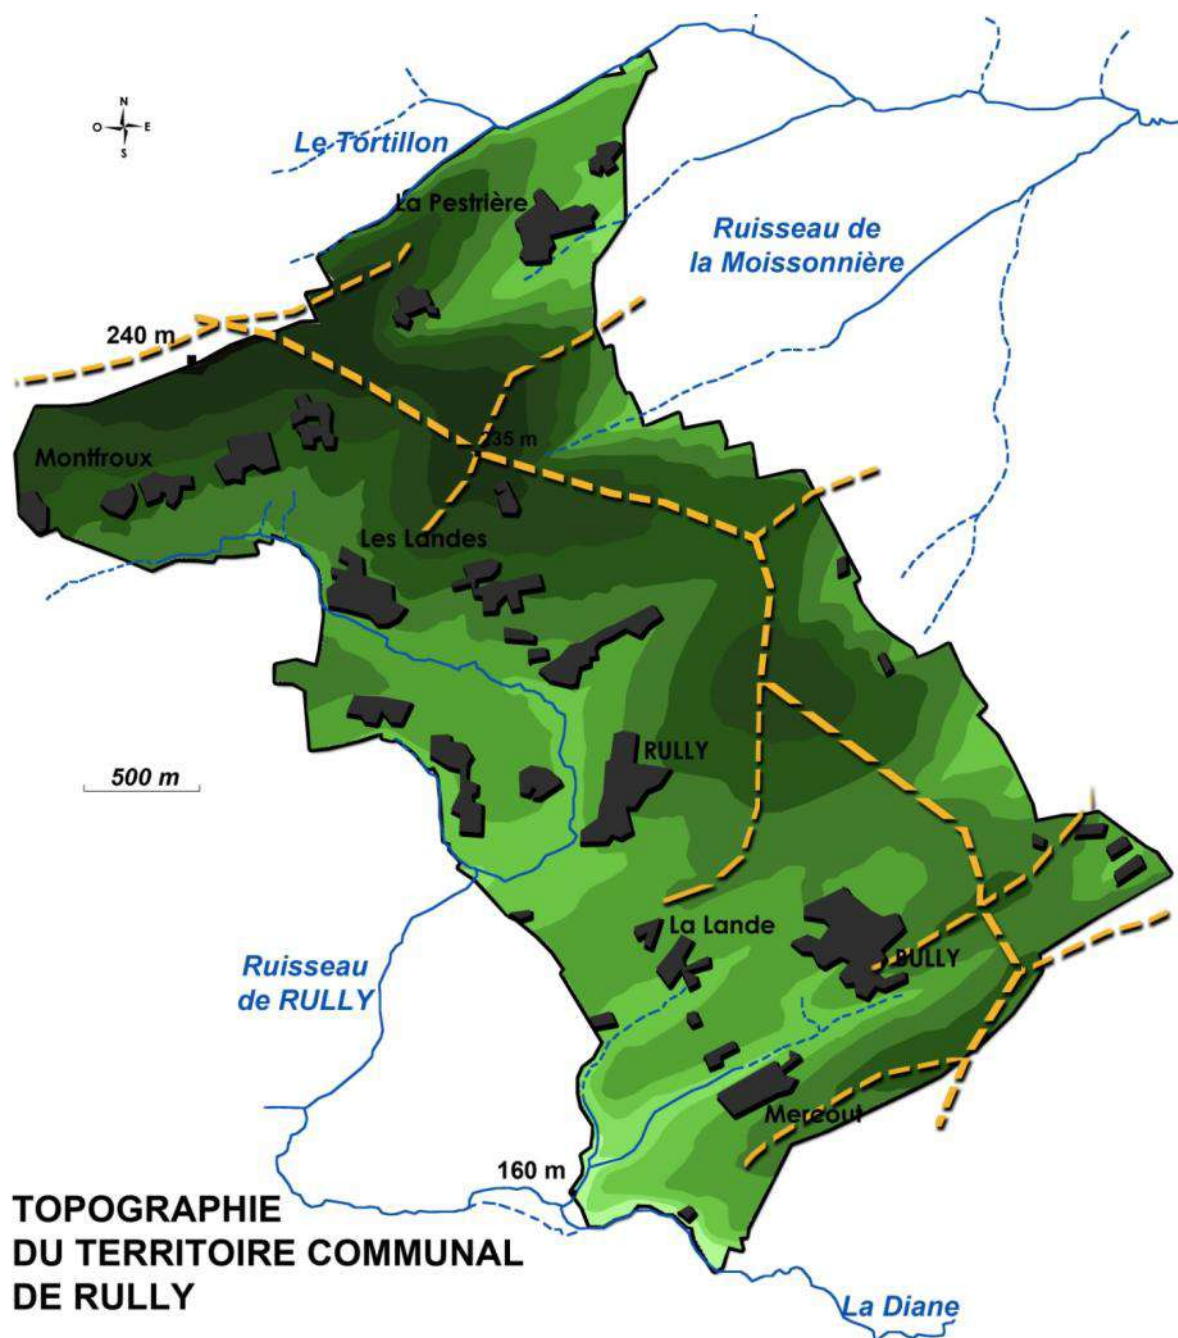 N
O E
S
Le Tortillon
La Pestrière
Ruisseau de
la Moissonnière
240 m
235 m
Montfroux
Les Landes
RULLY
500 m
La Lande
BULLY
Ruisseau
de RULLY
Mercout
160 m
TOPOGRAPHIE
DU TERRITOIRE COMMUNAL
DE RULLY
La Diane